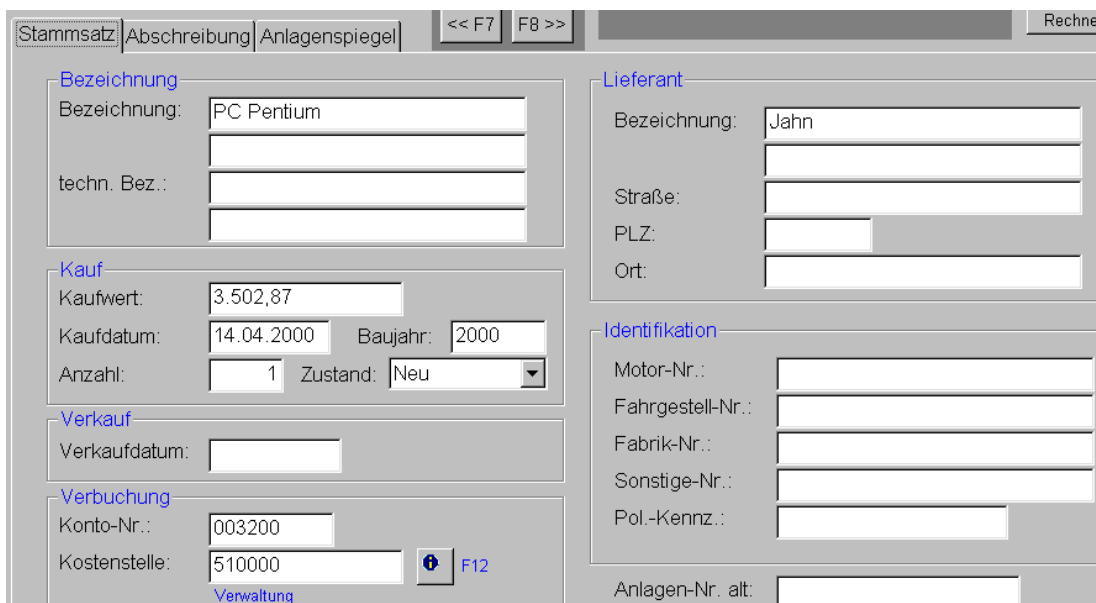 Stammsatz Abschreibung Anlagenspiegel << F7 F8 >>
Bezeichnung
Bezeichnung: PC Pentium
techn. Bez.:
Kauf
Kaufwert: 3.502,87
Kaufdatum: 14.04.2000 Baujahr: 2000
Anzahl: 1 Zustand: Neu
Verkauf
Verkaufdatum:
Verbuchung
Konto-Nr.: 003200
Kostenstelle: 510000 F12
Verwaltung
Rechne
Lieferant
Bezeichnung: Jahn
Straße:
PLZ:
Ort:
Identifikation
Motor-Nr.:
Fahrgestell-Nr.:
Fabrik-Nr.:
Sonstige-Nr.:
Pol.-Kennz.:
Anlagen-Nr. alt: